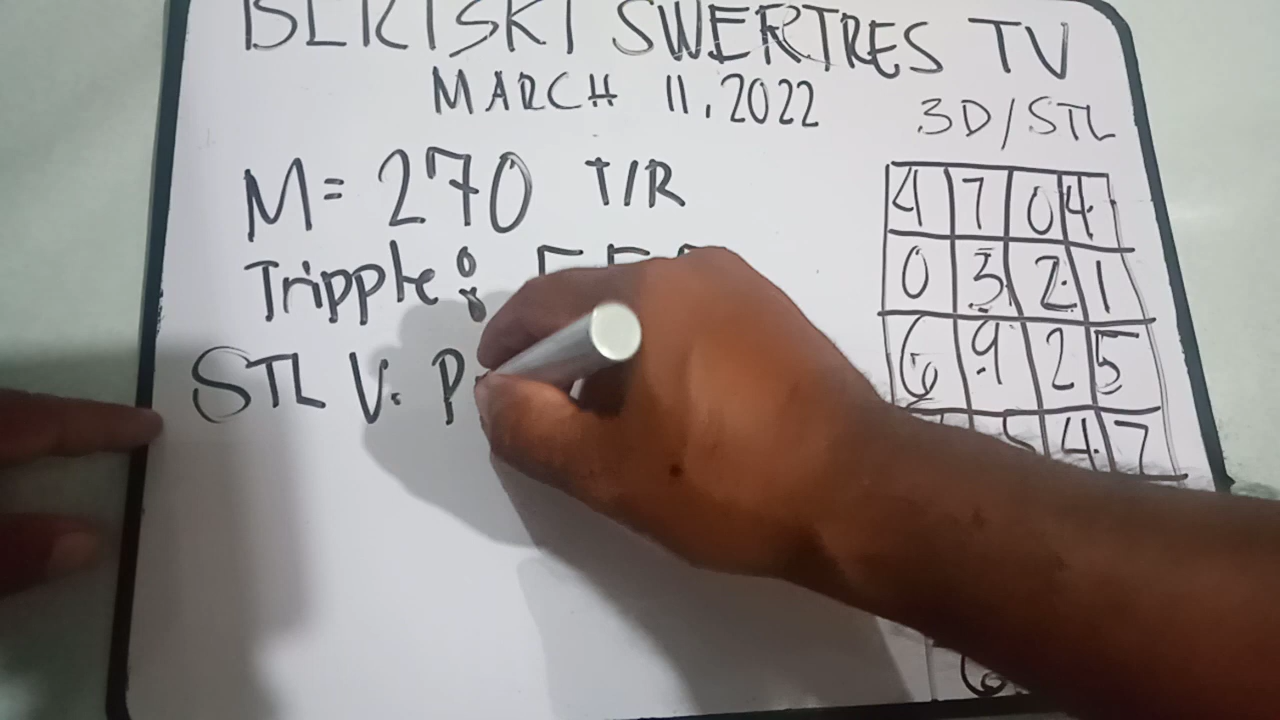 SWERTRES TV
MARCH 11, 2022
3D/STL
M= 270 T/R
Tripple:
STL V. P
4 7 0 4
0 3 2 1
6 9 2 5
4 7